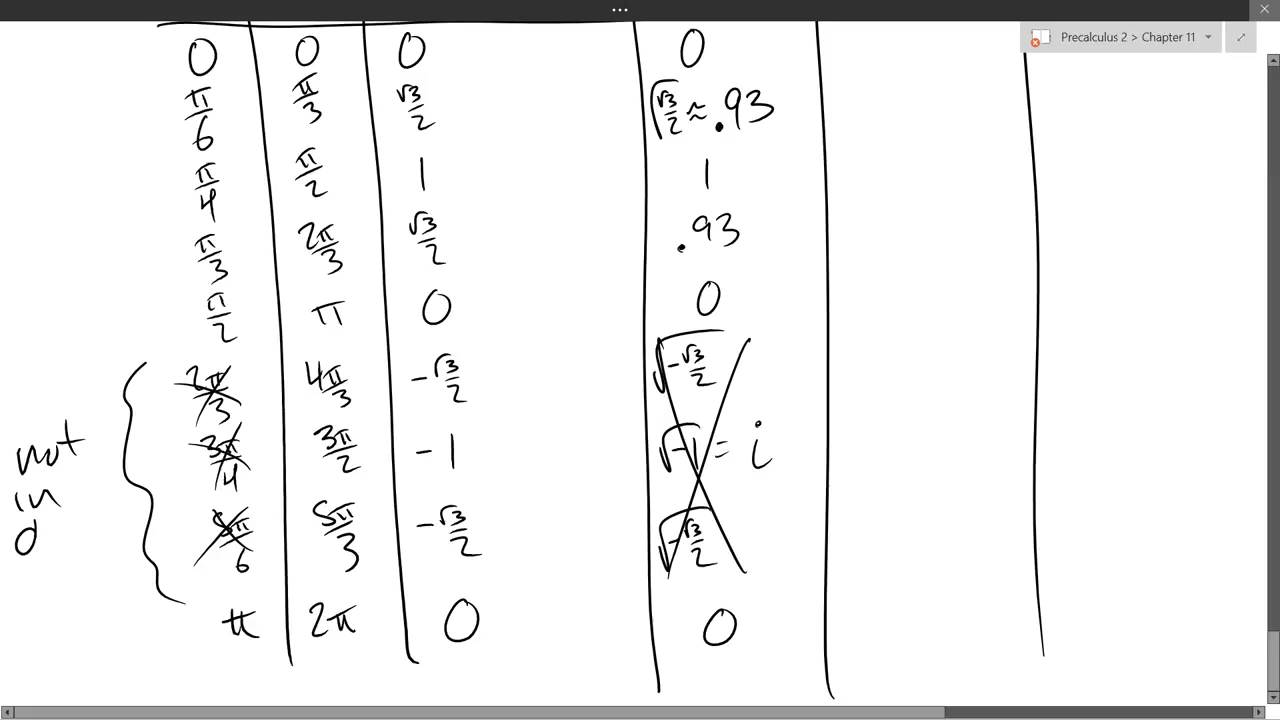 Precalculus 2 > Chapter 11
0 0 0 0
π/6 π/3 √3/2 √(√3/2) ≈ .93
π/4 π/2 1 1
π/3 2π/3 √3/2 .93
π/2 π 0 0
2π/3 4π/3 -√3/2 √(-√3/2)
3π/4 3π/2 -1 √-1 = i
5π/6 5π/3 -√3/2 √(-√3/2)
π 2π 0 0
not
in
d